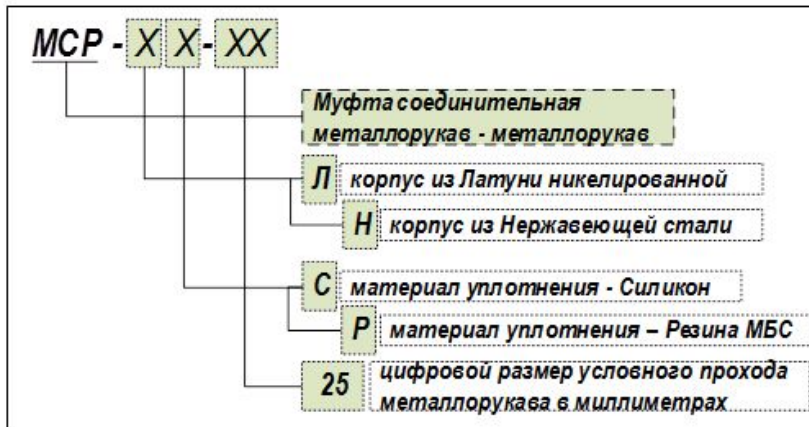 МСР - Х Х - ХХ
Муфта соединительная
металлорукав - металлорукав
Л корпус из Латуни никелированной
Н корпус из Нержавеющей стали
С материал уплотнения - Силикон
Р материал уплотнения – Резина МБС
25 цифровой размер условного прохода
металлорукава в миллиметрах